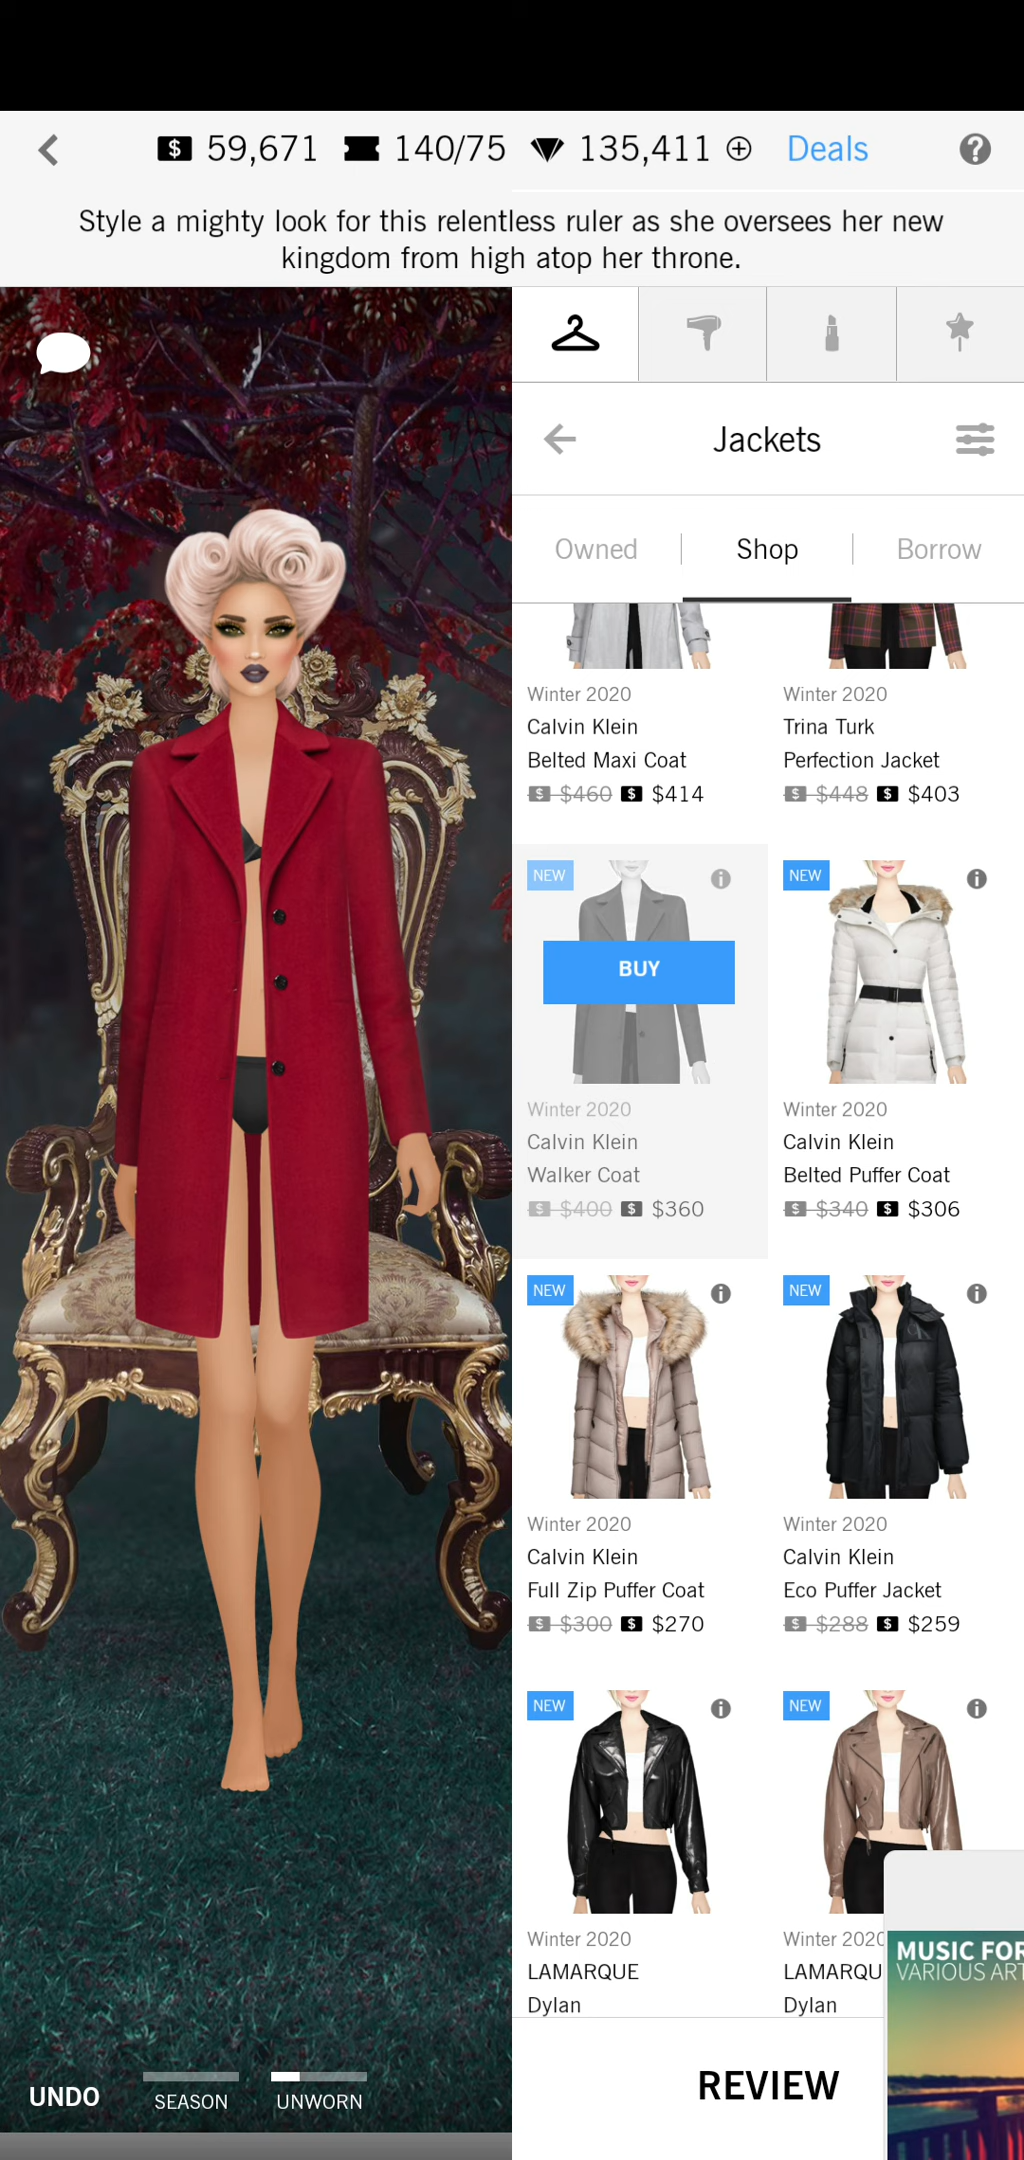 59,671
140/75
135,411
Deals
Style a mighty look for this relentless ruler as she oversees her new
kingdom from high atop her throne.
Jackets
Owned
Shop
Borrow
Winter 2020
Calvin Klein
Belted Maxi Coat
$460 $414
Winter 2020
Trina Turk
Perfection Jacket
$448 $403
NEW
BUY
Winter 2020
Calvin Klein
Walker Coat
$400 $360
NEW
Winter 2020
Calvin Klein
Belted Puffer Coat
$340 $306
NEW
Winter 2020
Calvin Klein
Full Zip Puffer Coat
$300 $270
NEW
Winter 2020
Calvin Klein
Eco Puffer Jacket
$288 $259
NEW
Winter 2020
LAMARQUE
Dylan
NEW
Winter 2020
LAMARQU
Dylan
MUSIC FOR
VARIOUS ART
UNDO
SEASON
UNWORN
REVIEW